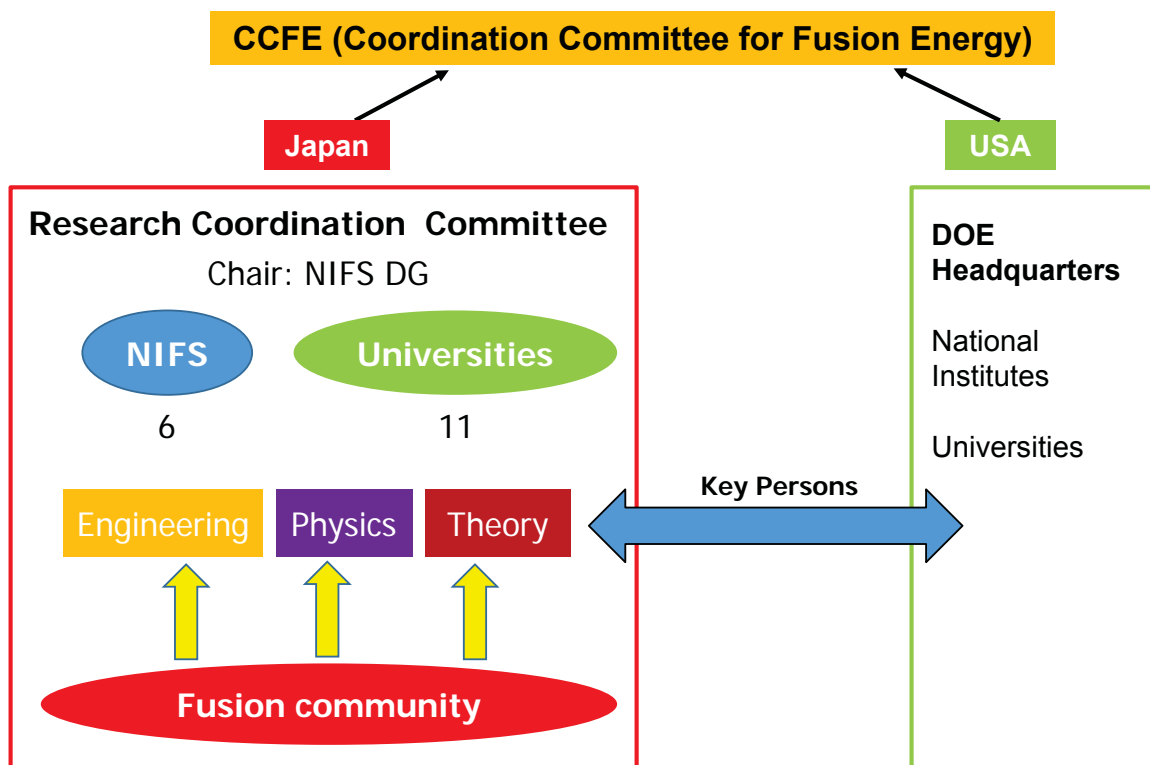 CCFE (Coordination Committee for Fusion Energy)
Japan
USA
Research Coordination Committee
Chair: NIFS DG
NIFS
Universities
6
11
Engineering
Physics
Theory
Fusion community
Key Persons
DOE
Headquarters
National
Institutes
Universities